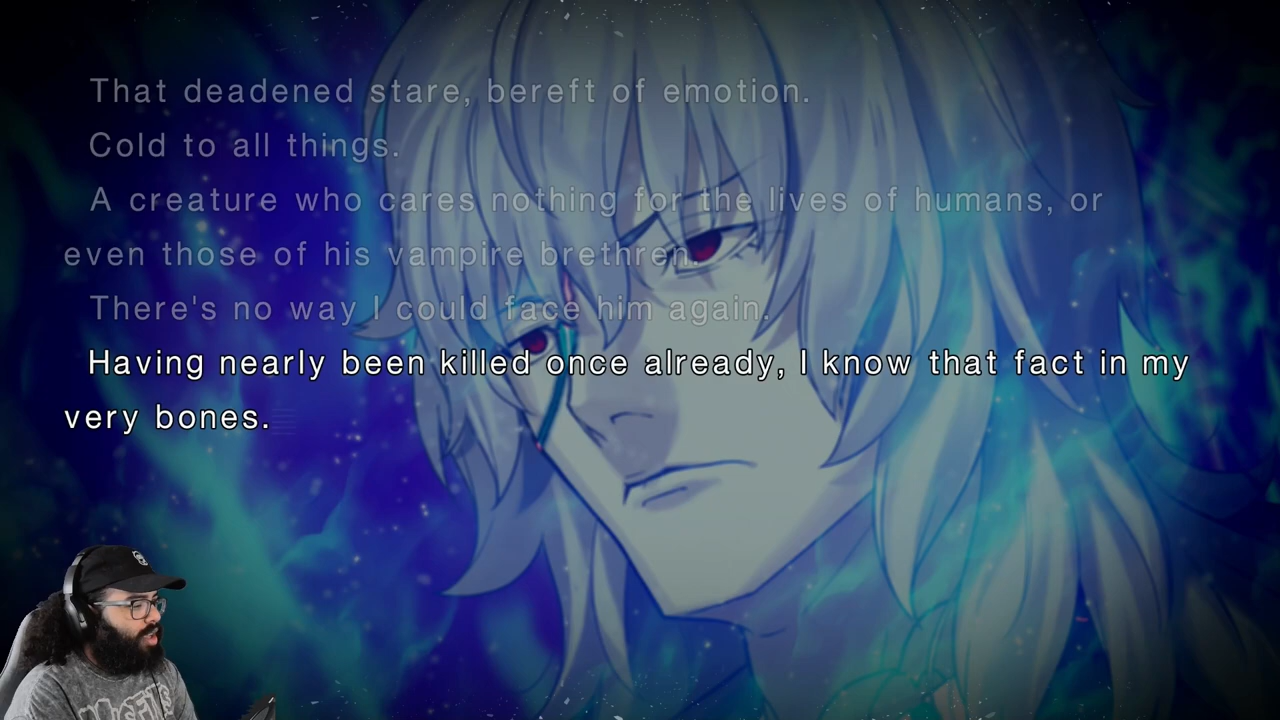 That deadened stare, bereft of emotion.
Cold to all things.
A creature who cares nothing for the lives of humans, or
even those of his vampire brethren.
There's no way I could face him again.
Having nearly been killed once already, I know that fact in my
very bones.
MISFITS